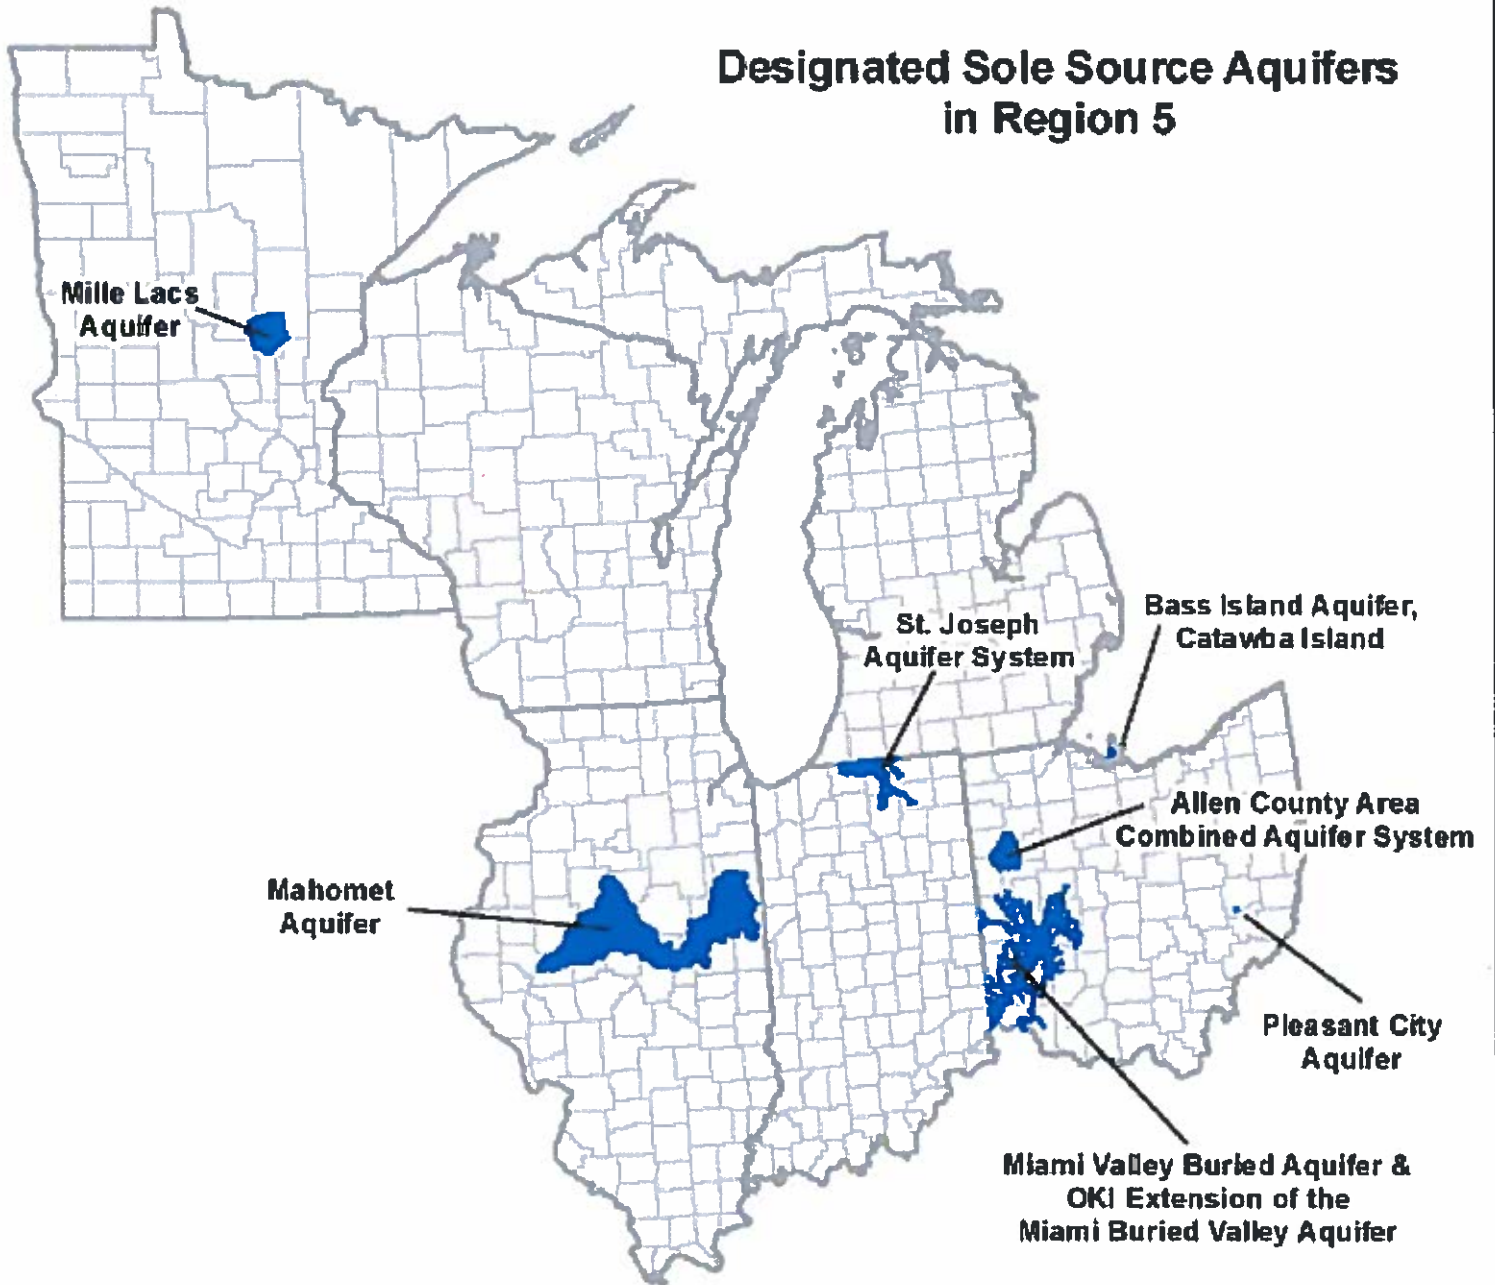 Designated Sole Source Aquifers
in Region 5
Mille Lacs
Aquifer
Bass Island Aquifer,
Catawba Island
St. Joseph
Aquifer System
Allen County Area
Combined Aquifer System
Mahomet
Aquifer
Pleasant City
Aquifer
Miami Valley Buried Aquifer &
OKI Extension of the
Miami Buried Valley Aquifer